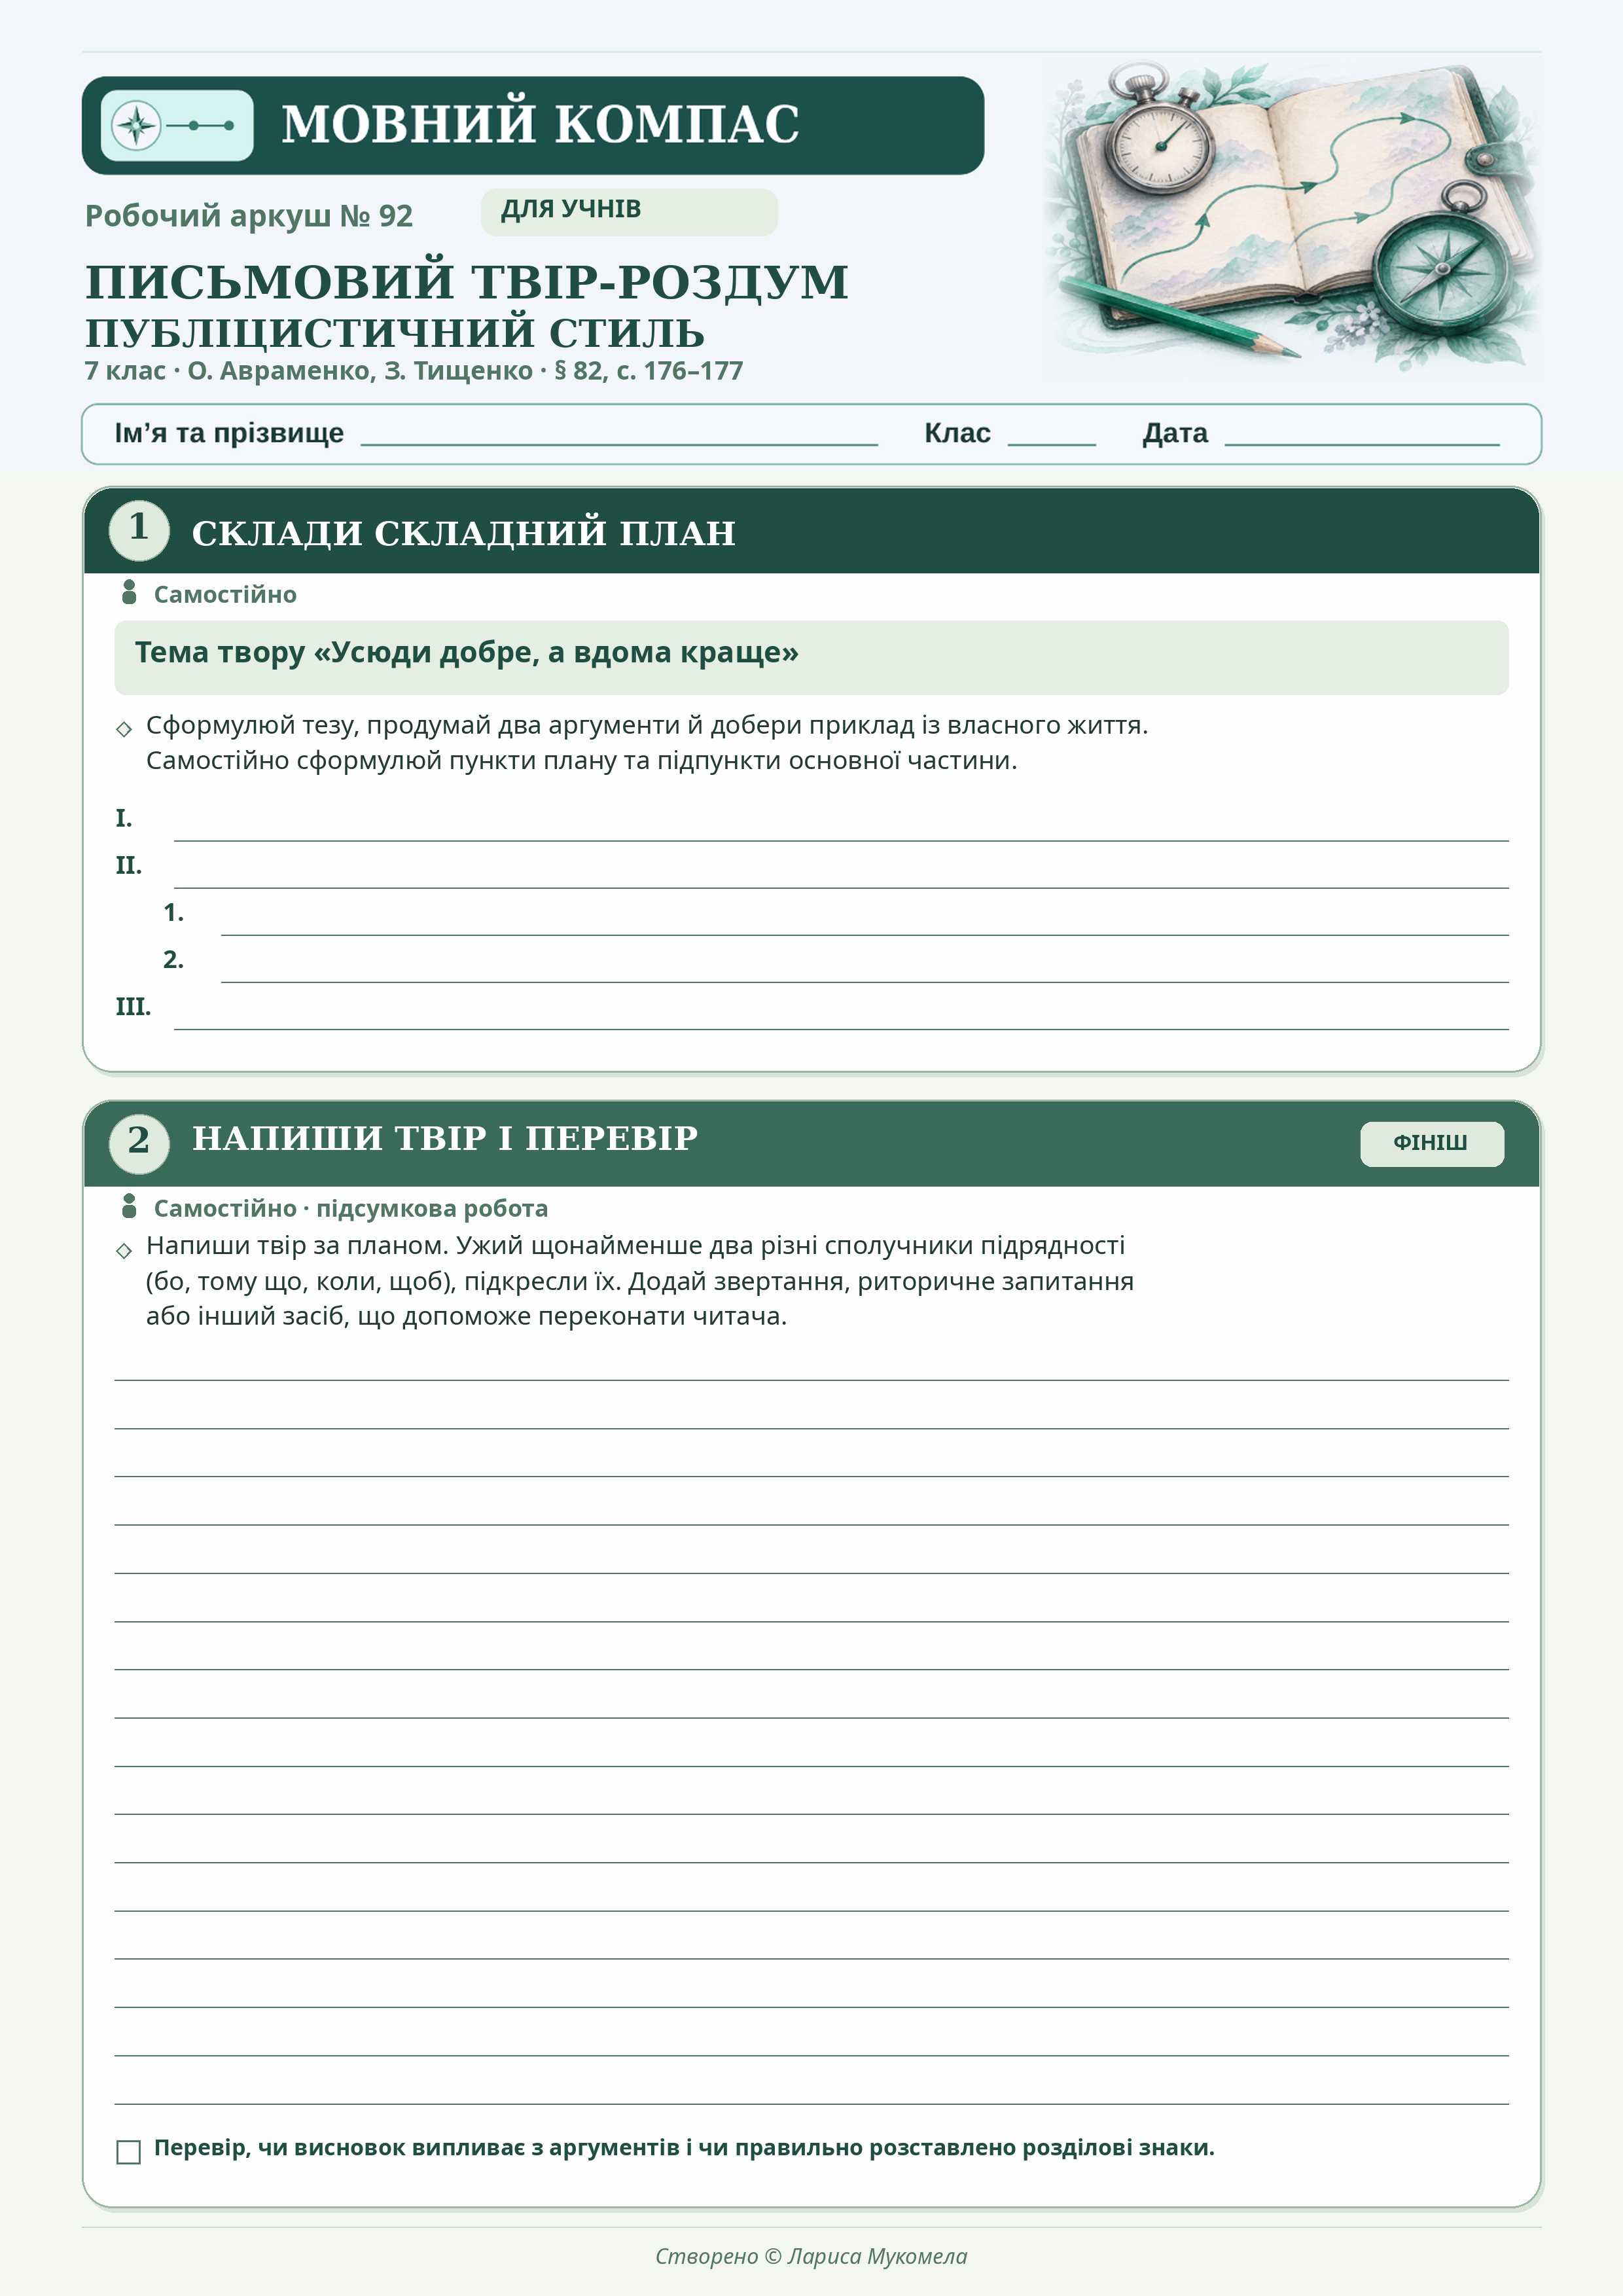 МОВНИЙ КОМПАС
Робочий аркуш № 92
ДЛЯ УЧНІВ
ПИСЬМОВИЙ ТВІР-РОЗДУМ
ПУБЛІЦИСТИЧНИЙ СТИЛЬ
7 клас · О. Авраменко, З. Тищенко · § 82, с. 176–177
Ім’я та прізвище Клас Дата
1 СКЛАДИ СКЛАДНИЙ ПЛАН
Самостійно
Тема твору «Усюди добре, а вдома краще»
Сформулюй тезу, продумай два аргументи й добери приклад із власного життя.
Самостійно сформулюй пункти плану та підпункти основної частини.
I.
II.
1.
2.
III.
2 НАПИШИ ТВІР І ПЕРЕВІР
ФІНІШ
Самостійно · підсумкова робота
Напиши твір за планом. Ужий щонайменше два різні сполучники підрядності
(бо, тому що, коли, щоб), підкресли їх. Додай звертання, риторичне запитання
або інший засіб, що допоможе переконати читача.
Перевір, чи висновок випливає з аргументів і чи правильно розставлено розділові знаки.
Створено © Лариса Мукомела